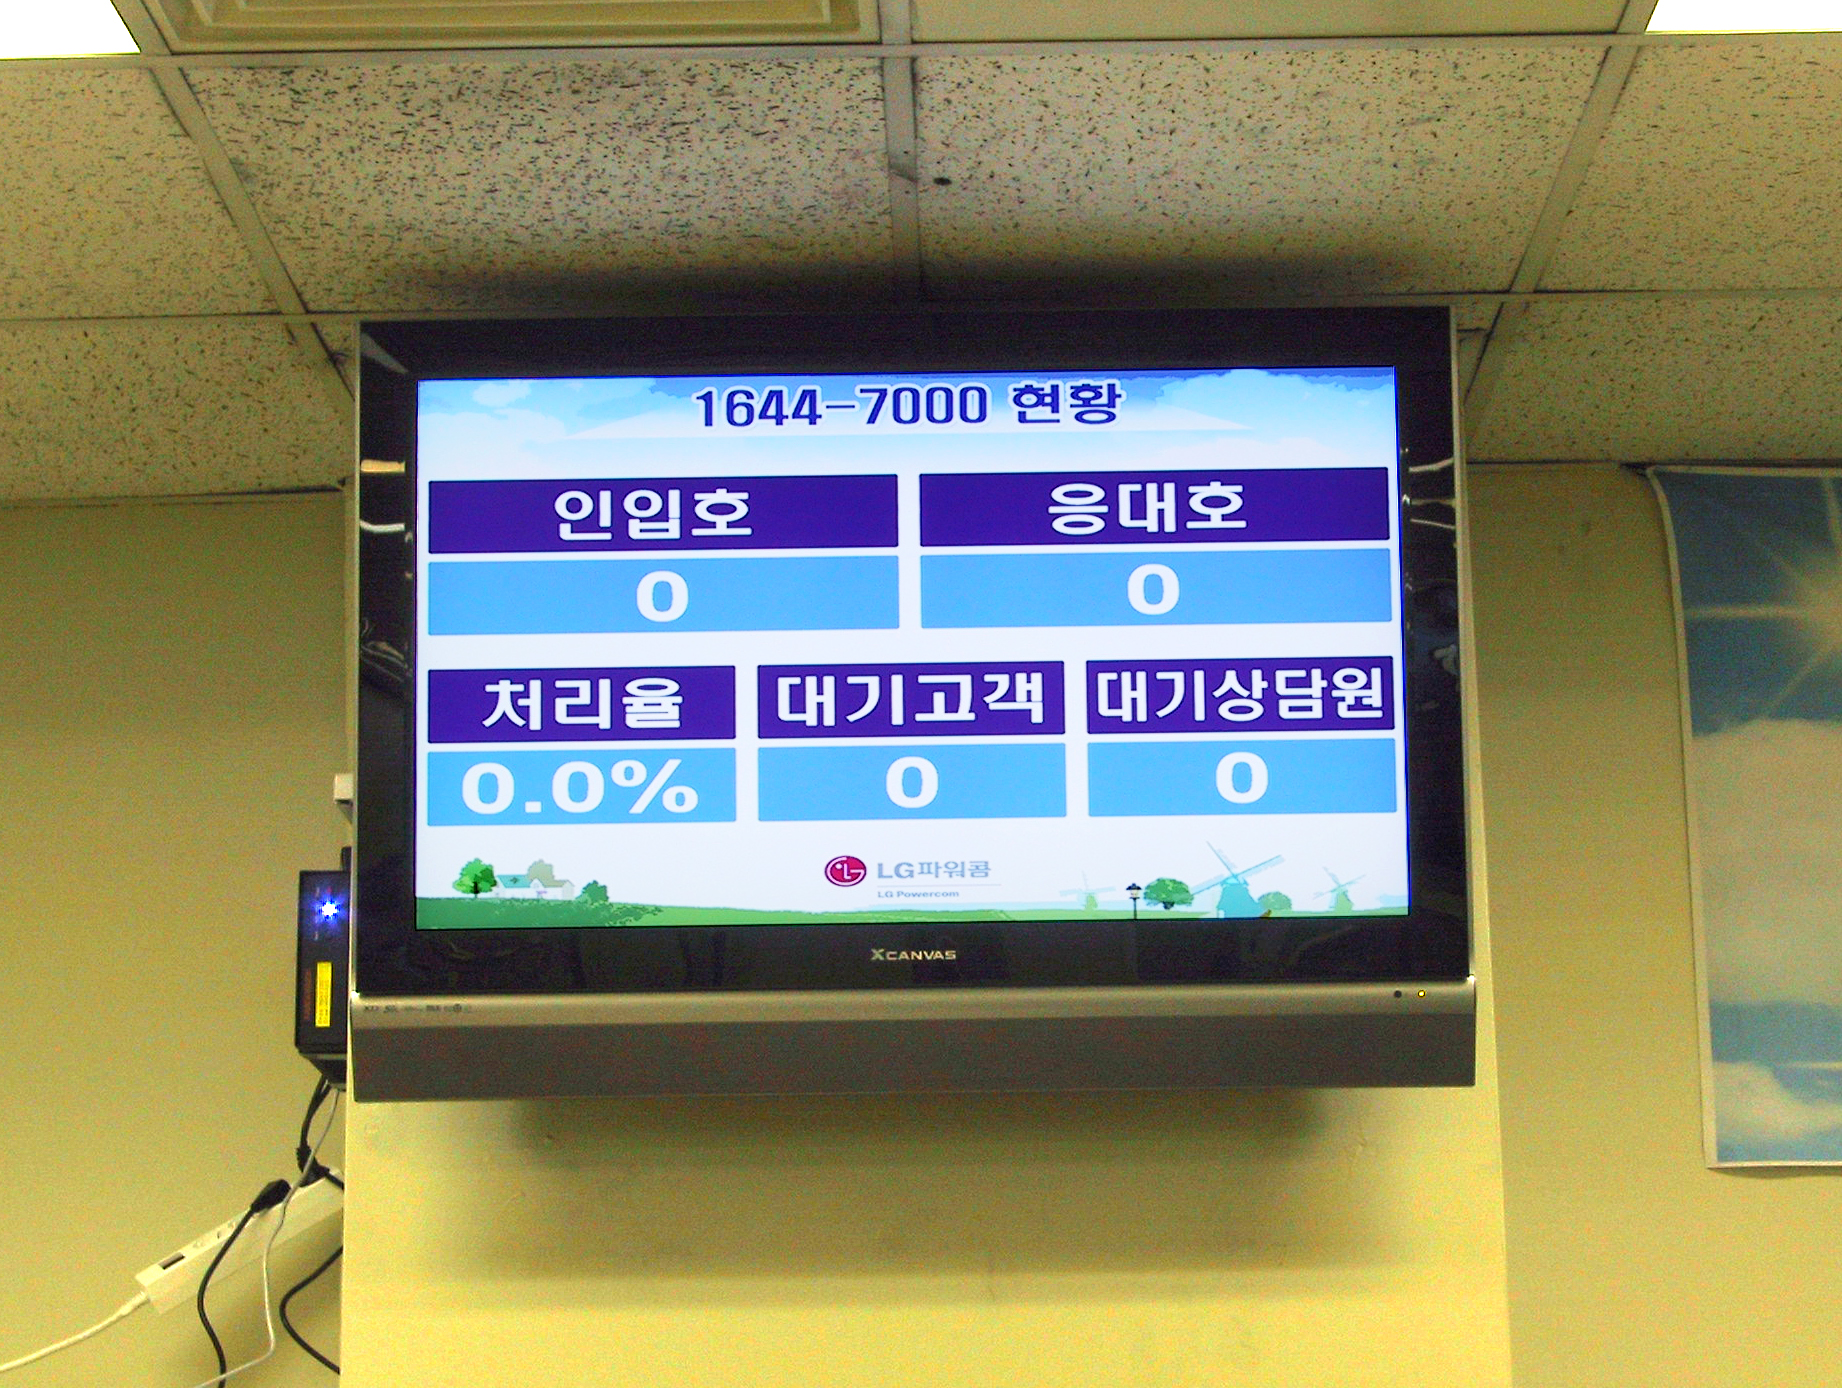 1644-7000 현황
인입호 응대호
0 0
처리율 대기고객 대기상담원
0.0% 0 0
LG파워콤
LG Powercom
XCANVAS